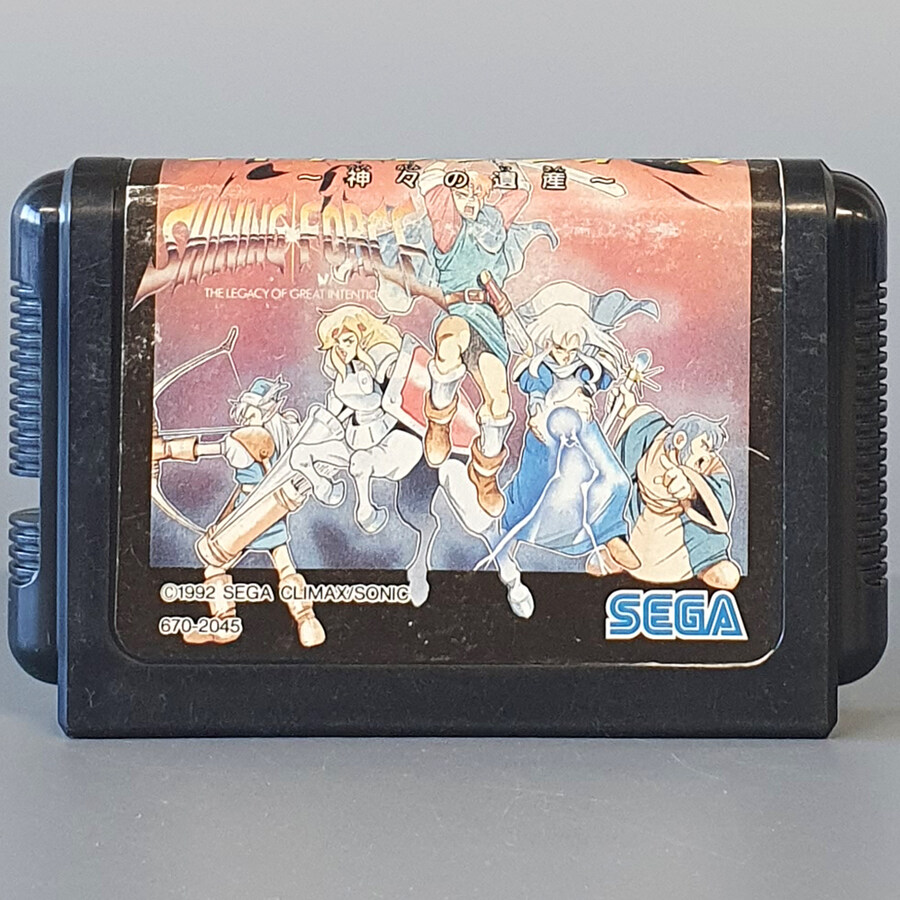 ～神々の遺産～
SHINING FORCE
THE LEGACY OF GREAT INTENTIO
©1992 SEGA CLIMAX/SONIC
670-2045
SEGA